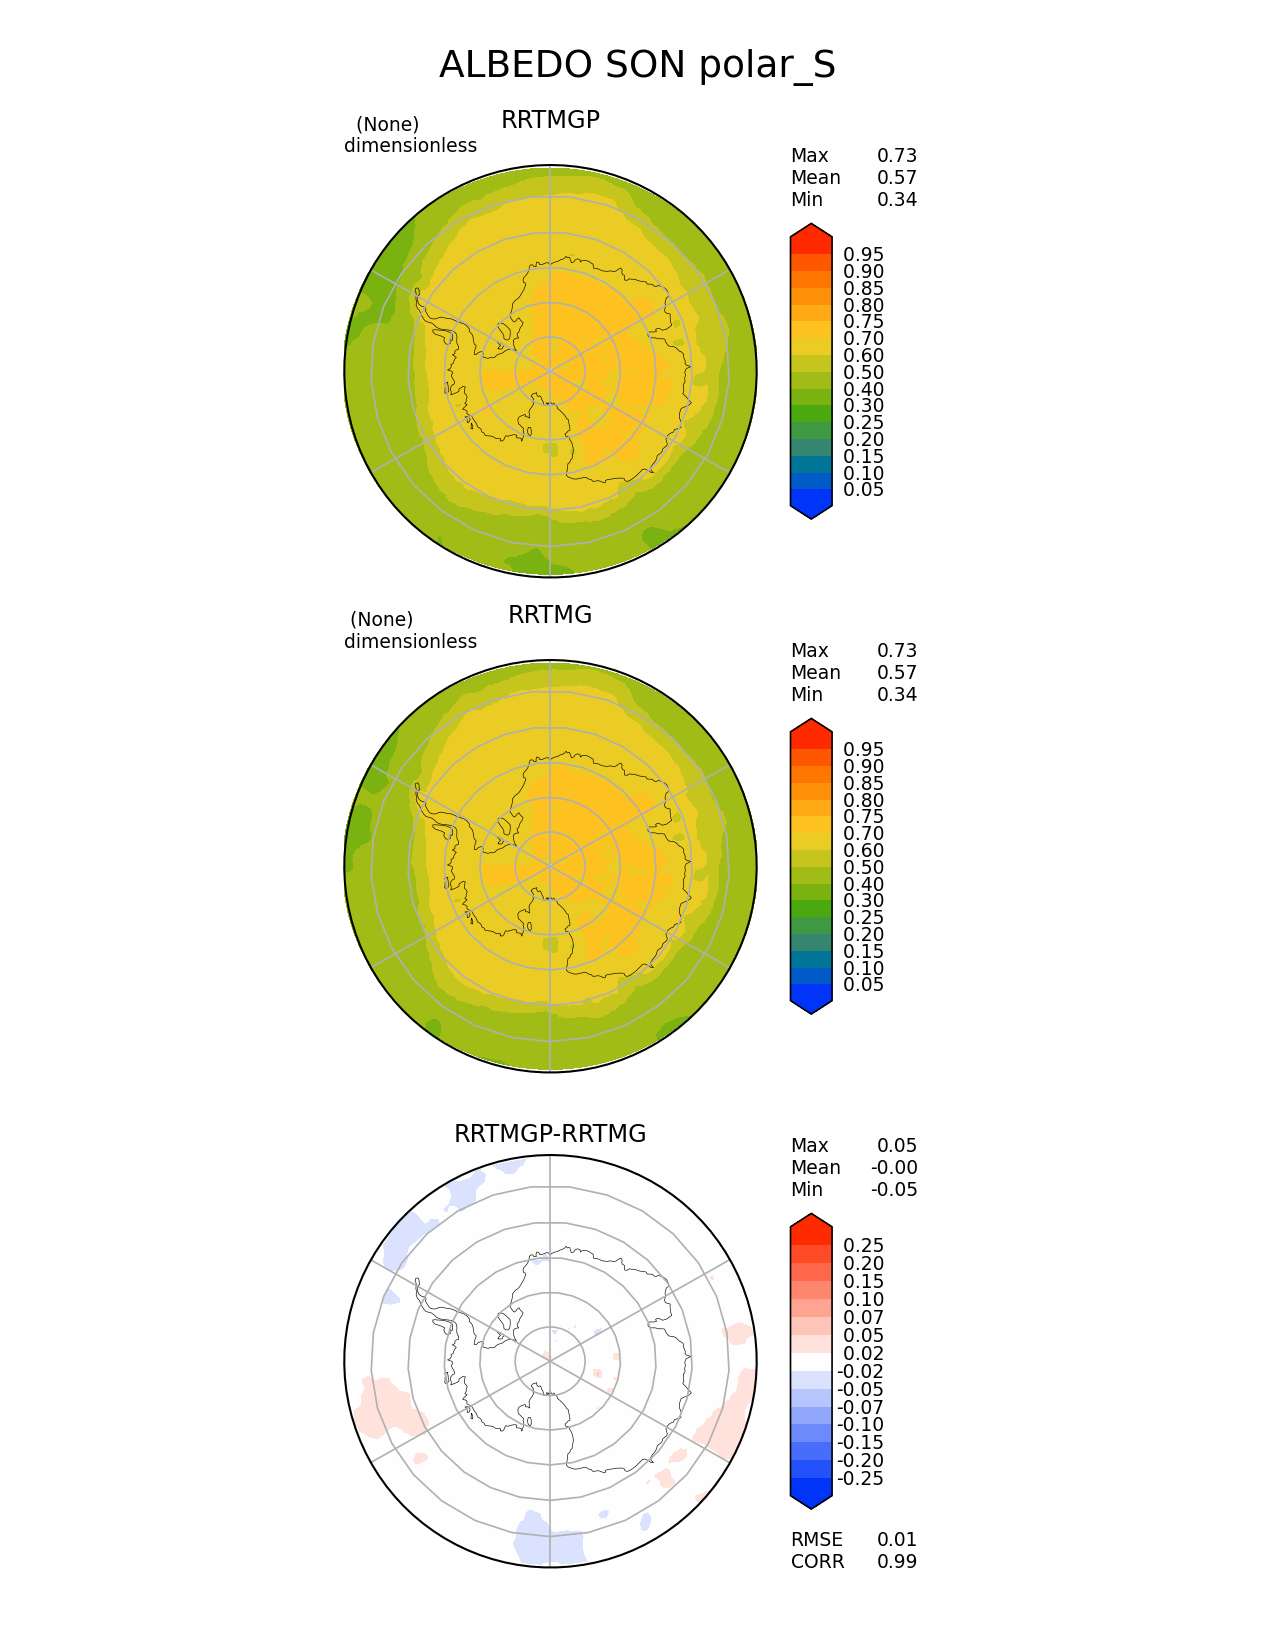 ALBEDO SON polar_S
(None)
dimensionless
RRTMGP
Max 0.73
Mean 0.57
Min 0.34
0.95
0.90
0.85
0.80
0.75
0.70
0.60
0.50
0.40
0.30
0.25
0.20
0.15
0.10
0.05
(None)
dimensionless
RRTMG
Max 0.73
Mean 0.57
Min 0.34
0.95
0.90
0.85
0.80
0.75
0.70
0.60
0.50
0.40
0.30
0.25
0.20
0.15
0.10
0.05
RRTMGP-RRTMG
Max 0.05
Mean -0.00
Min -0.05
0.25
0.20
0.15
0.10
0.07
0.05
0.02
-0.02
-0.05
-0.07
-0.10
-0.15
-0.20
-0.25
RMSE 0.01
CORR 0.99